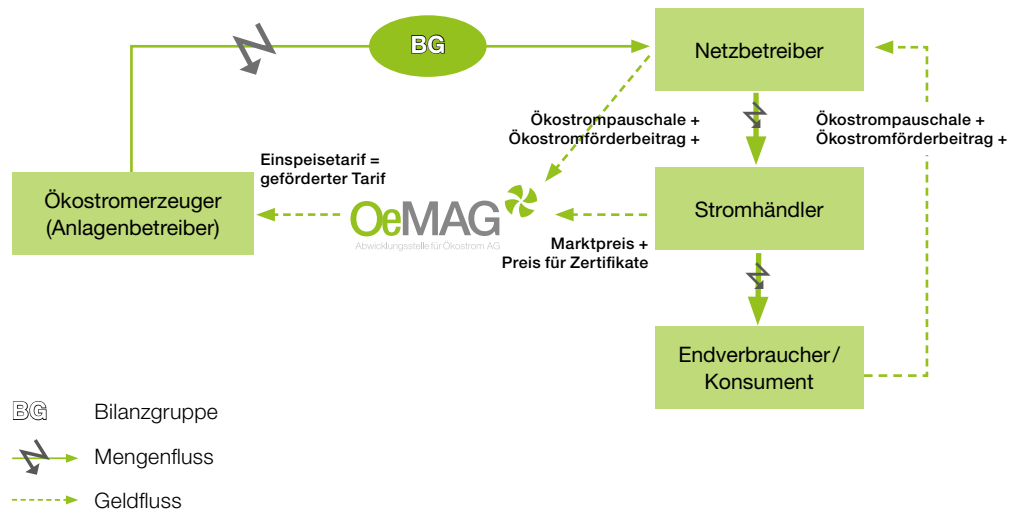 BG
Netzbetreiber
Ökostrompauschale +
Ökostromförderbeitrag +
Ökostrompauschale +
Ökostromförderbeitrag +
Einspeisetarif =
geförderter Tarif
Ökostromerzeuger
(Anlagenbetreiber)
OeMAG
Abwicklungsstelle für Ökostrom AG
Stromhändler
Marktpreis +
Preis für Zertifikate
Endverbraucher/
Konsument
BG Bilanzgruppe
Mengenfluss
Geldfluss